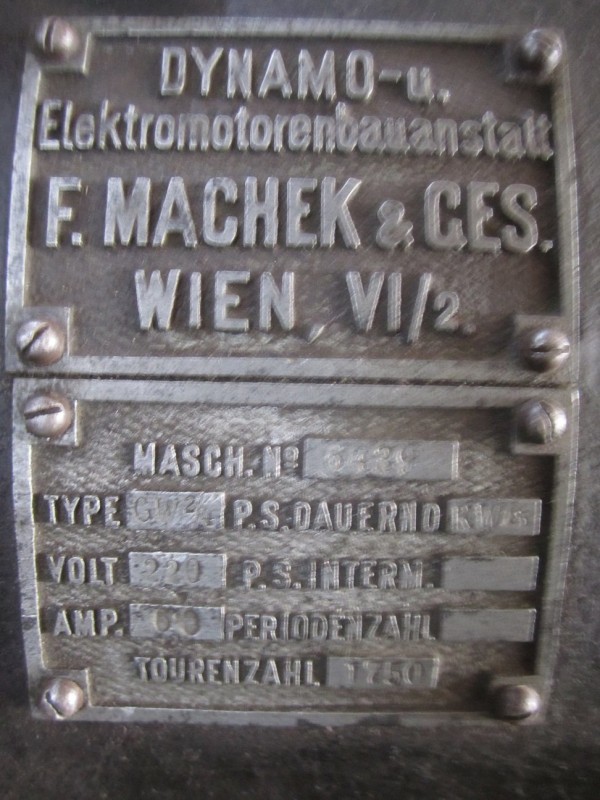 DYNAMO-u.
Elektromotorenbauanstalt
F. MACHEK & GES.
WIEN, VI/2.
MASCH. Nº
TYPE P.S. DAUERND
VOLT 220 P.S. INTERM.
AMP. PERIODENZAHL
TOURENZAHL 1750